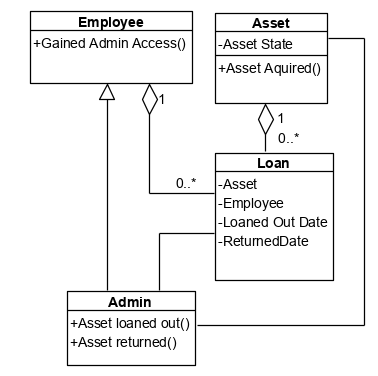 Employee
+Gained Admin Access()
Asset
-Asset State
+Asset Aquired()
1
1
0..*
0..*
Loan
-Asset
-Employee
-Loaned Out Date
-ReturnedDate
Admin
+Asset loaned out()
+Asset returned()